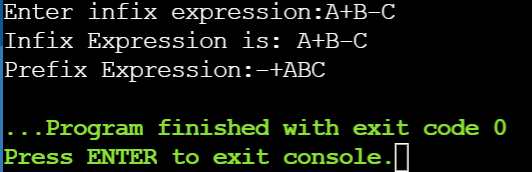 Enter infix expression:A+B-C
Infix Expression is: A+B-C
Prefix Expression:-+ABC
...Program finished with exit code 0
Press ENTER to exit console.